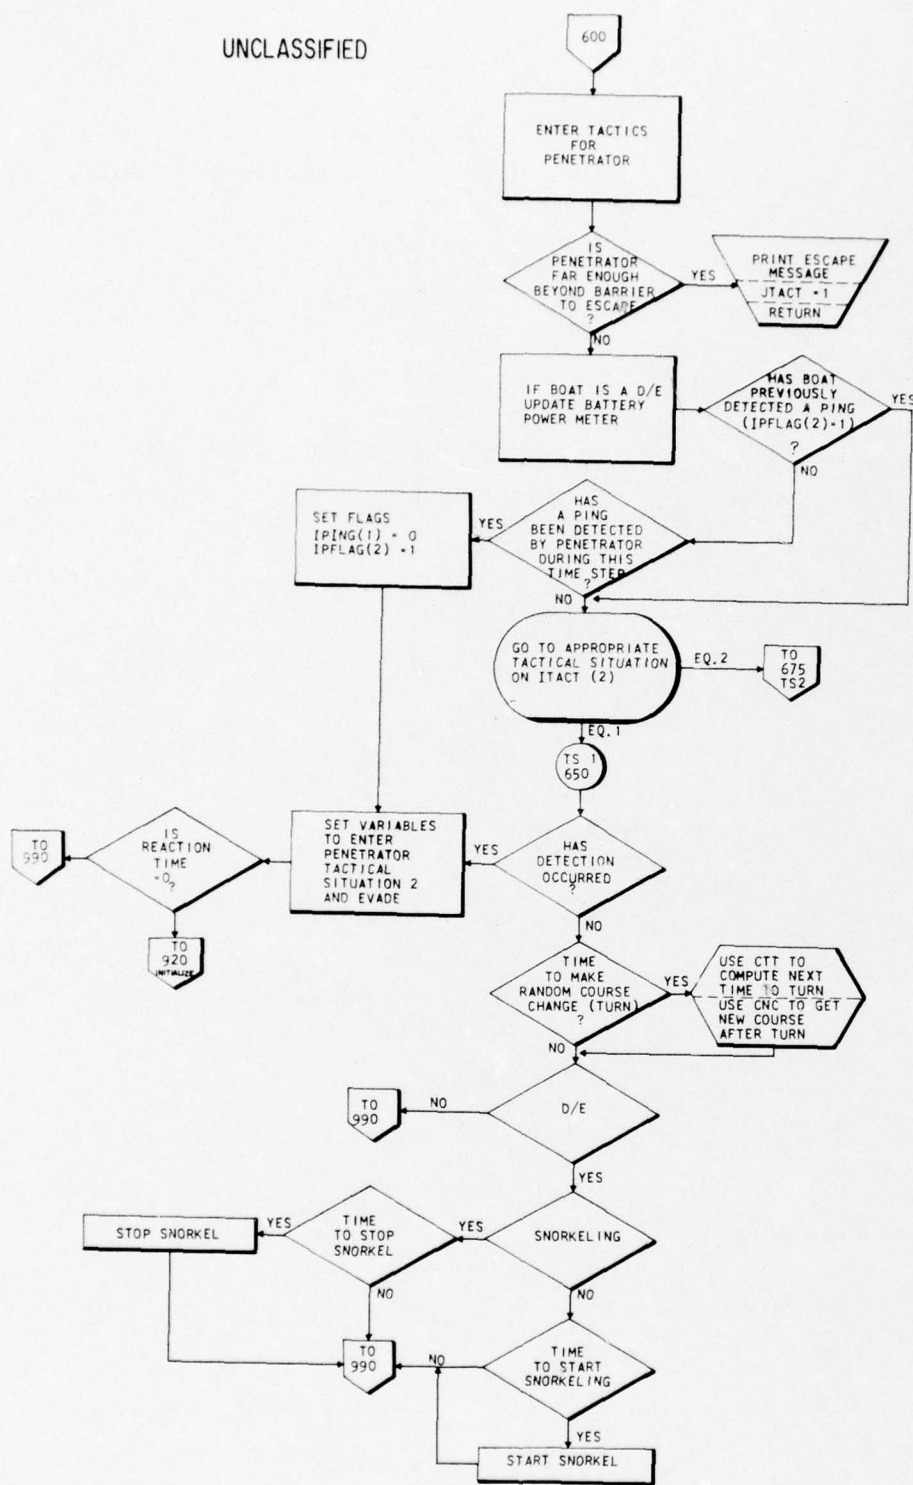 UNCLASSIFIED
600
ENTER TACTICS
FOR
PENETRATOR
IS
PENETRATOR
FAR ENOUGH
BEYOND BARRIER
TO ESCAPE
?
YES
PRINT ESCAPE
MESSAGE
JTACT =1
RETURN
NO
IF BOAT IS A D/E
UPDATE BATTERY
POWER METER
HAS BOAT
PREVIOUSLY
DETECTED A PING
(IPFLAG(2)=1)
?
YES
NO
HAS
A PING
BEEN DETECTED
BY PENETRATOR
DURING THIS
TIME STEP
?
YES
SET FLAGS
IPING(1) = 0
IPFLAG(2) =1
NO
GO TO APPROPRIATE
TACTICAL SITUATION
ON ITACT (2)
EQ.2
TO
675
TS2
EQ.1
TS 1
650
HAS
DETECTION
OCCURRED
?
YES
SET VARIABLES
TO ENTER
PENETRATOR
TACTICAL
SITUATION 2
AND EVADE
IS
REACTION
TIME
=0
?
TO
990
TO
920
INITIALIZE
NO
TIME
TO MAKE
RANDOM COURSE
CHANGE (TURN)
?
YES
USE CTT TO
COMPUTE NEXT
TIME TO TURN
USE CNC TO GET
NEW COURSE
AFTER TURN
NO
D/E
NO
TO
990
YES
SNORKELING
YES
TIME
TO STOP
SNORKEL
YES
STOP SNORKEL
NO
NO
TO
990
TIME
TO START
SNORKELING
NO
YES
START SNORKEL